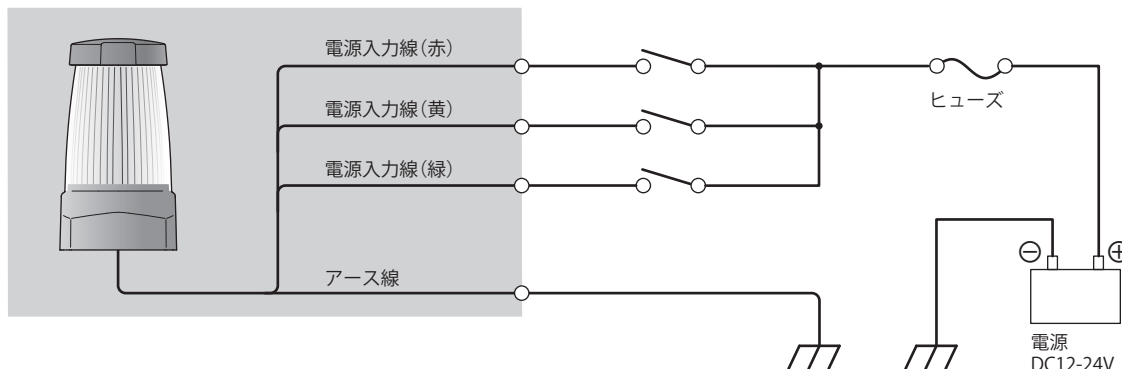 電源入力線（赤）
電源入力線（黄）
ヒューズ
電源入力線（緑）
アース線
⊖ ⊕
電源
DC12-24V